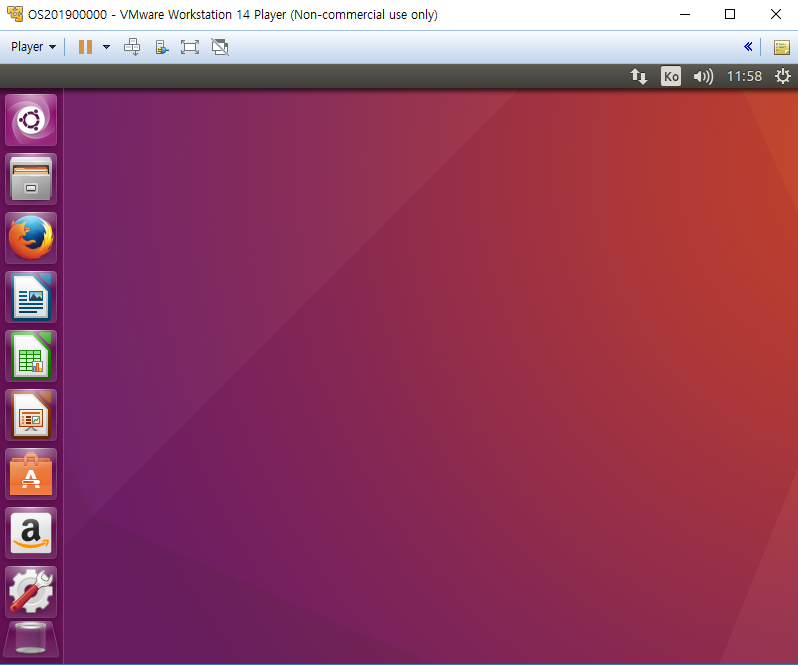 OS201900000 - VMware Workstation 14 Player (Non-commercial use only)
Player
Ko 11:58